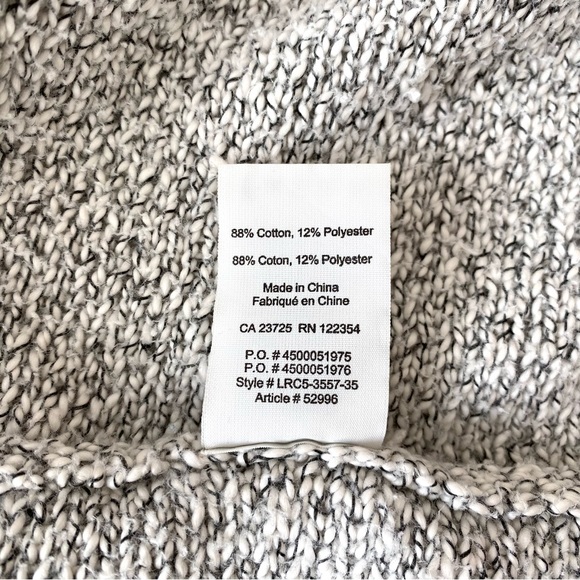 88% Cotton, 12% Polyester
88% Coton, 12% Polyester
Made in China
Fabriqué en Chine
CA 23725 RN 122354
P.O. # 4500051975
P.O. # 4500051976
Style # LRC5-3557-35
Article # 52996